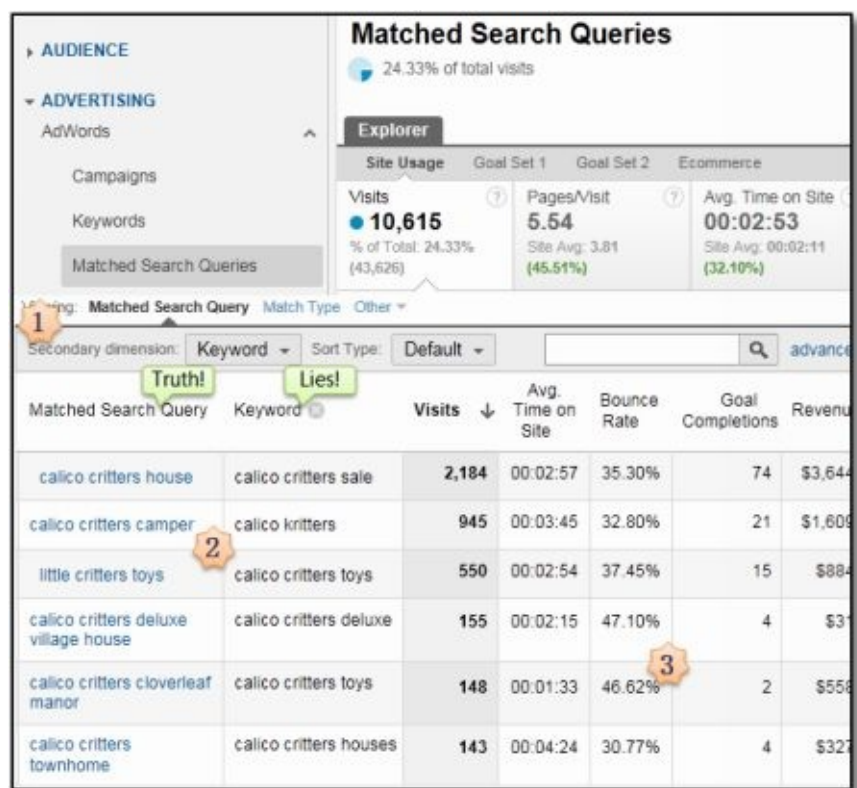 AUDIENCE
ADVERTISING
AdWords
Campaigns
Keywords
Matched Search Queries
Matched Search Queries
24.33% of total visits
Explorer
Site Usage Goal Set 1 Goal Set 2 Ecommerce
Visits ? Pages/Visit ? Avg. Time on Site ?
10,615 5.54 00:02:53
% of Total: 24.33% Site Avg: 3.81 Site Avg: 00:02:11
(43,626) (45.51%) (32.10%)
1 Matched Search Query Match Type Other
Secondary dimension: Keyword Sort Type: Default advance
Truth! Lies!
Matched Search Query Keyword Visits Avg. Time on Site Bounce Rate Goal Completions Revenu
calico critters house calico critters sale 2,184 00:02:57 35.30% 74 $3,644
calico critters camper calico kritters 945 00:03:45 32.80% 21 $1,609
2
little critters toys calico critters toys 550 00:02:54 37.45% 15 $884
calico critters deluxe village house calico critters deluxe 155 00:02:15 47.10% 4 $31
3
calico critters cloverleaf manor calico critters toys 148 00:01:33 46.62% 2 $558
calico critters townhome calico critters houses 143 00:04:24 30.77% 4 $327